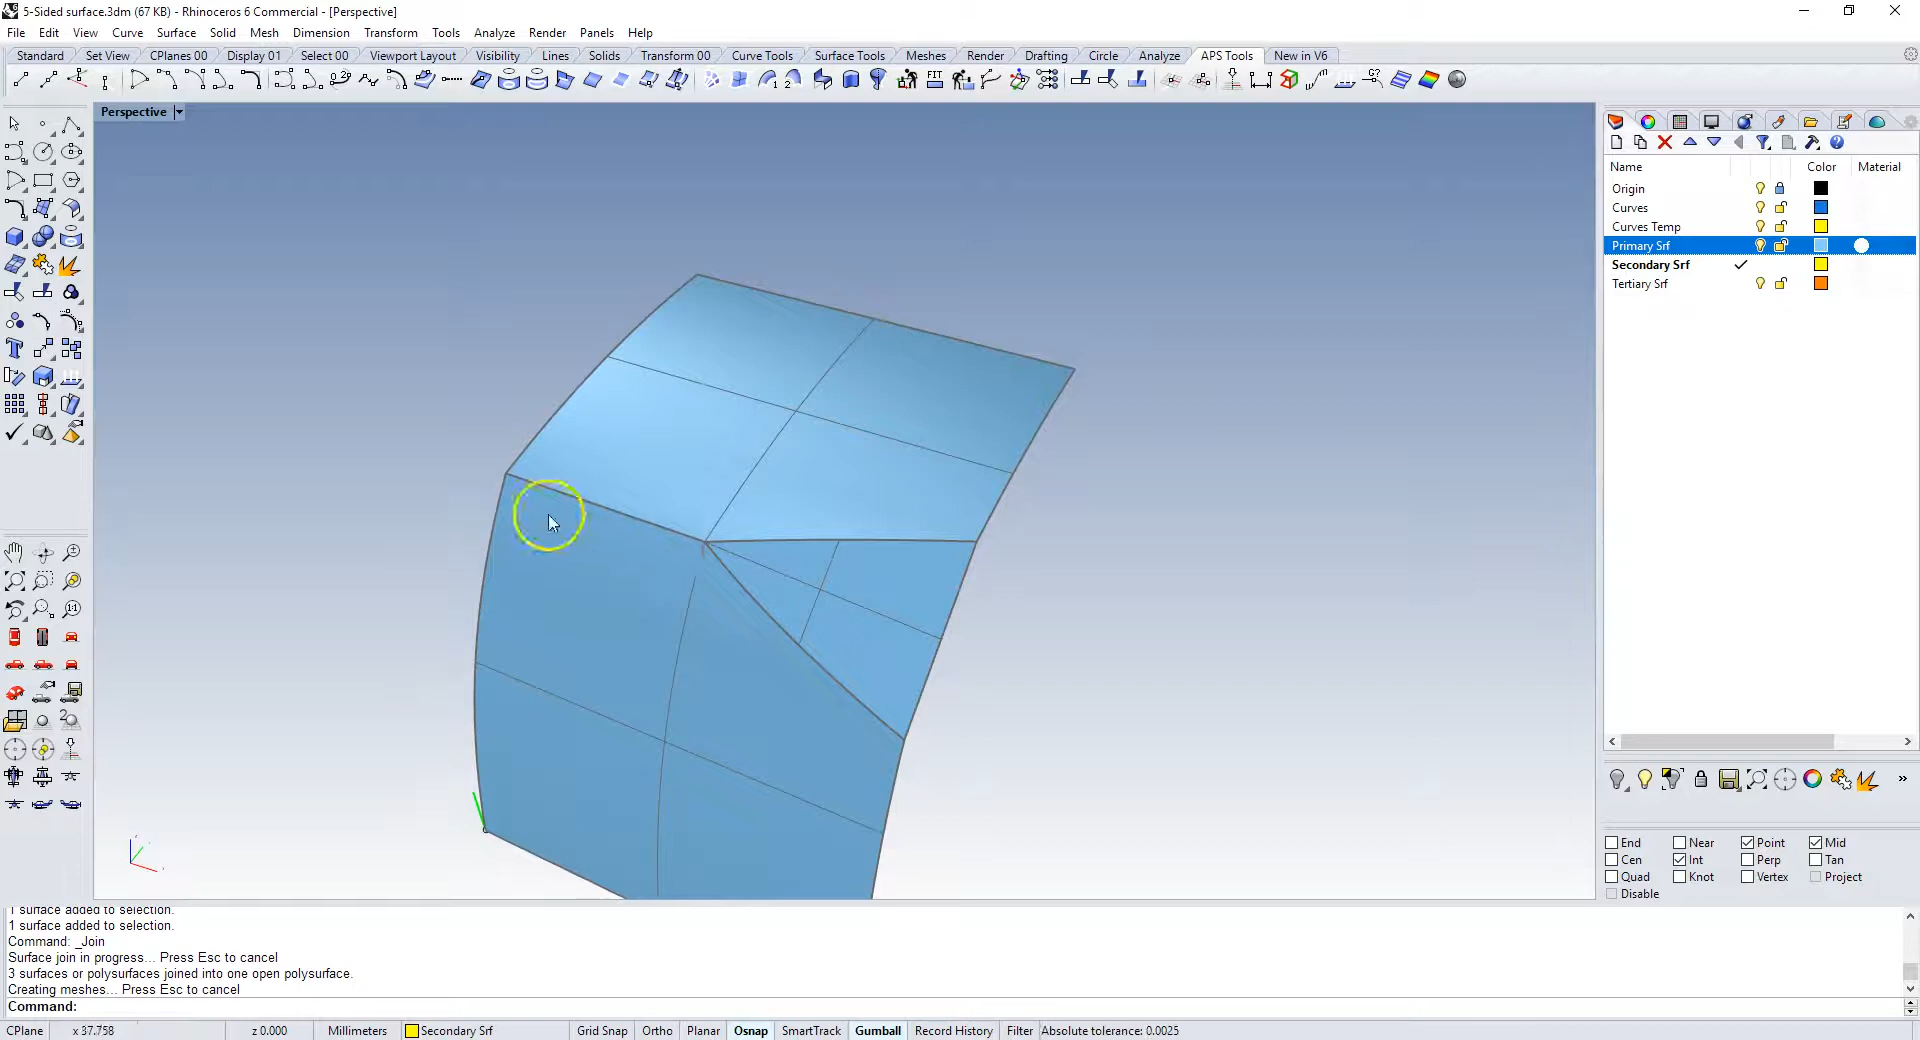 5-Sided surface.3dm (67 KB) - Rhinoceros 6 Commercial - [Perspective]
File Edit View Curve Surface Solid Mesh Dimension Transform Tools Analyze Render Panels Help
Standard Set View CPlanes 00 Display 01 Select 00 Viewport Layout Visibility Lines Solids Transform 00 Curve Tools Surface Tools Meshes Render Drafting Circle Analyze APS Tools New in V6
Perspective
Name Color Material
Origin
Curves
Curves Temp
Primary Srf
Secondary Srf
Tertiary Srf
End Near Point Mid
Cen Int Perp Tan
Quad Knot Vertex Project
Disable
1 surface added to selection.
1 surface added to selection.
Command: _Join
Surface join in progress... Press Esc to cancel
3 surfaces or polysurfaces joined into one open polysurface.
Creating meshes... Press Esc to cancel
Command:
CPlane x 37.758 z 0.000 Millimeters Secondary Srf Grid Snap Ortho Planar Osnap SmartTrack Gumball Record History Filter Absolute tolerance: 0.0025